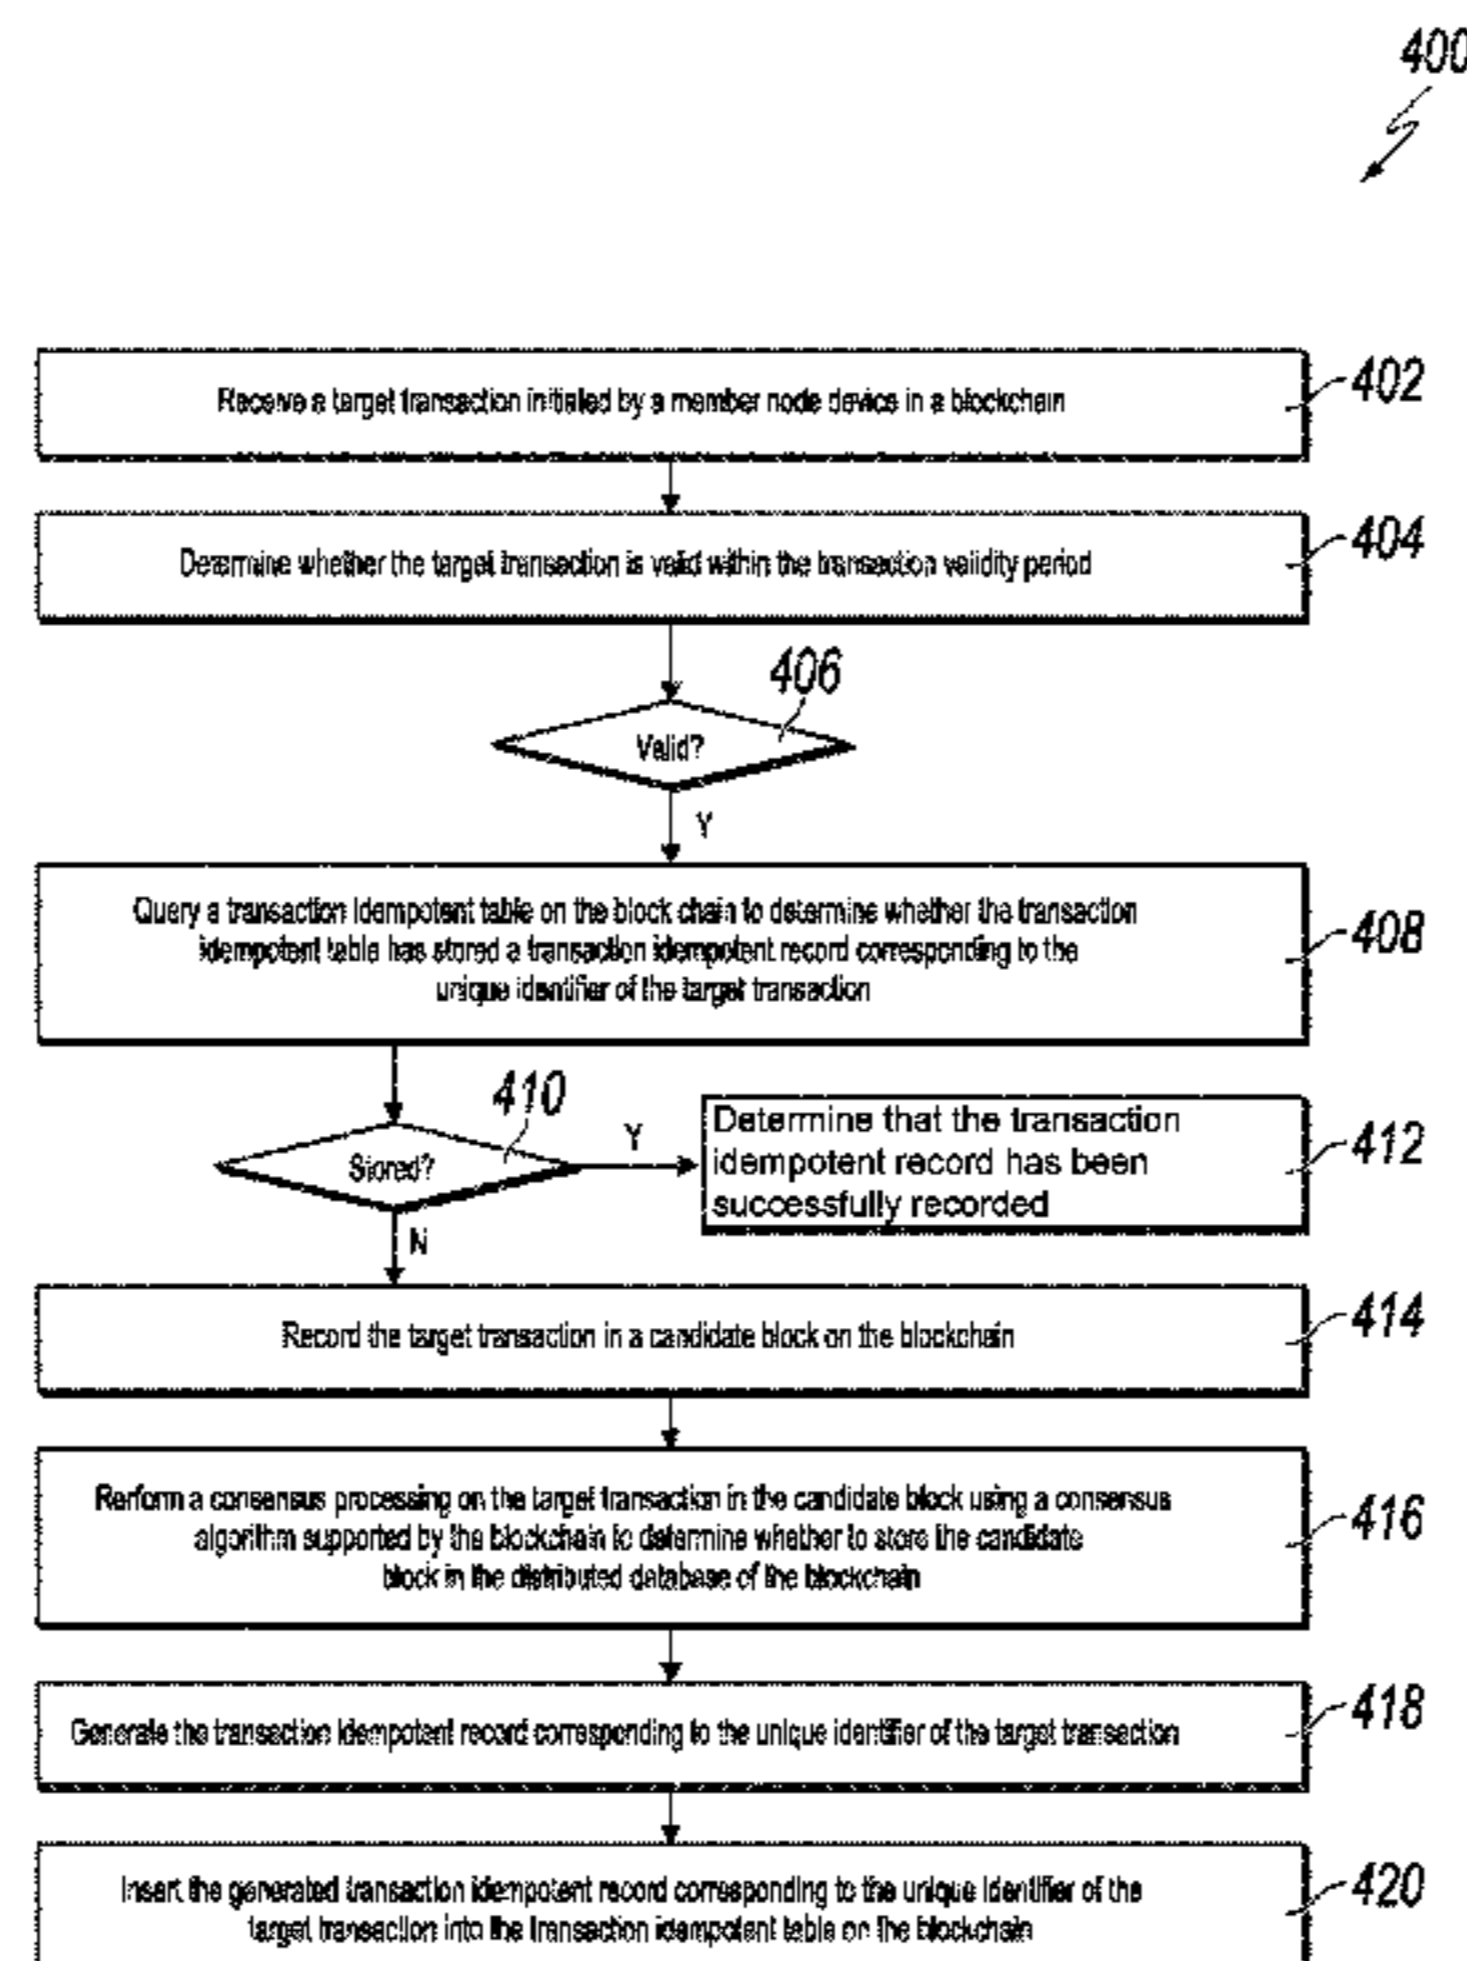 400
Receive a target transaction initiated by a member node device in a blockchain
402
Determine whether the target transaction is valid within the transaction validity period
404
406
Valid?
Y
Query a transaction idempotent table on the block chain to determine whether the transaction
idempotent table has stored a transaction idempotent record corresponding to the
unique identifier of the target transaction
408
410
Stored?
Y
Determine that the transaction
idempotent record has been
successfully recorded
412
N
Record the target transaction in a candidate block on the blockchain
414
Perform a consensus processing on the target transaction in the candidate block using a consensus
algorithm supported by the blockchain to determine whether to store the candidate
block in the distributed database of the blockchain
416
Generate the transaction idempotent record corresponding to the unique identifier of the target transaction
418
Insert the generated transaction idempotent record corresponding to the unique identifier of the
target transaction into the transaction idempotent table on the blockchain
420